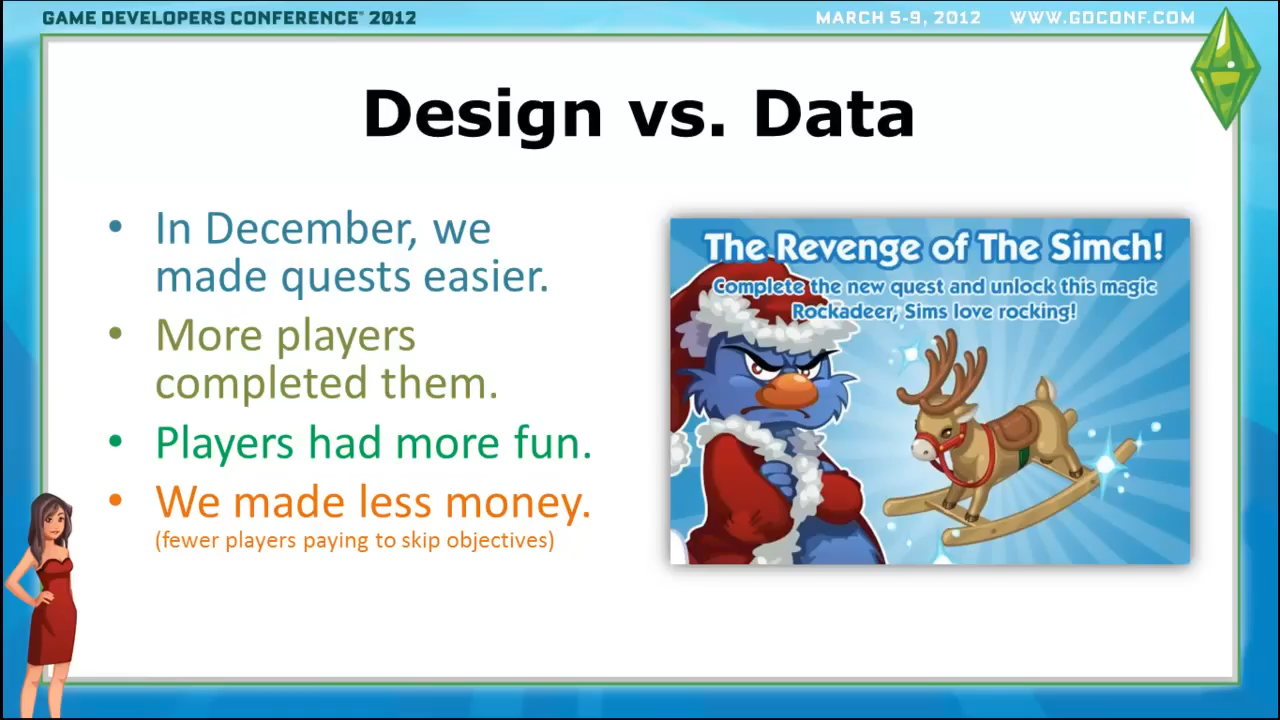 GAME DEVELOPERS CONFERENCE® 2012
MARCH 5-9, 2012 WWW.GDCONF.COM
Design vs. Data
• In December, we
made quests easier.
• More players
completed them.
• Players had more fun.
• We made less money.
(fewer players paying to skip objectives)
The Revenge of The Simch!
Complete the new quest and unlock this magic
Rockadeer, Sims love rocking!